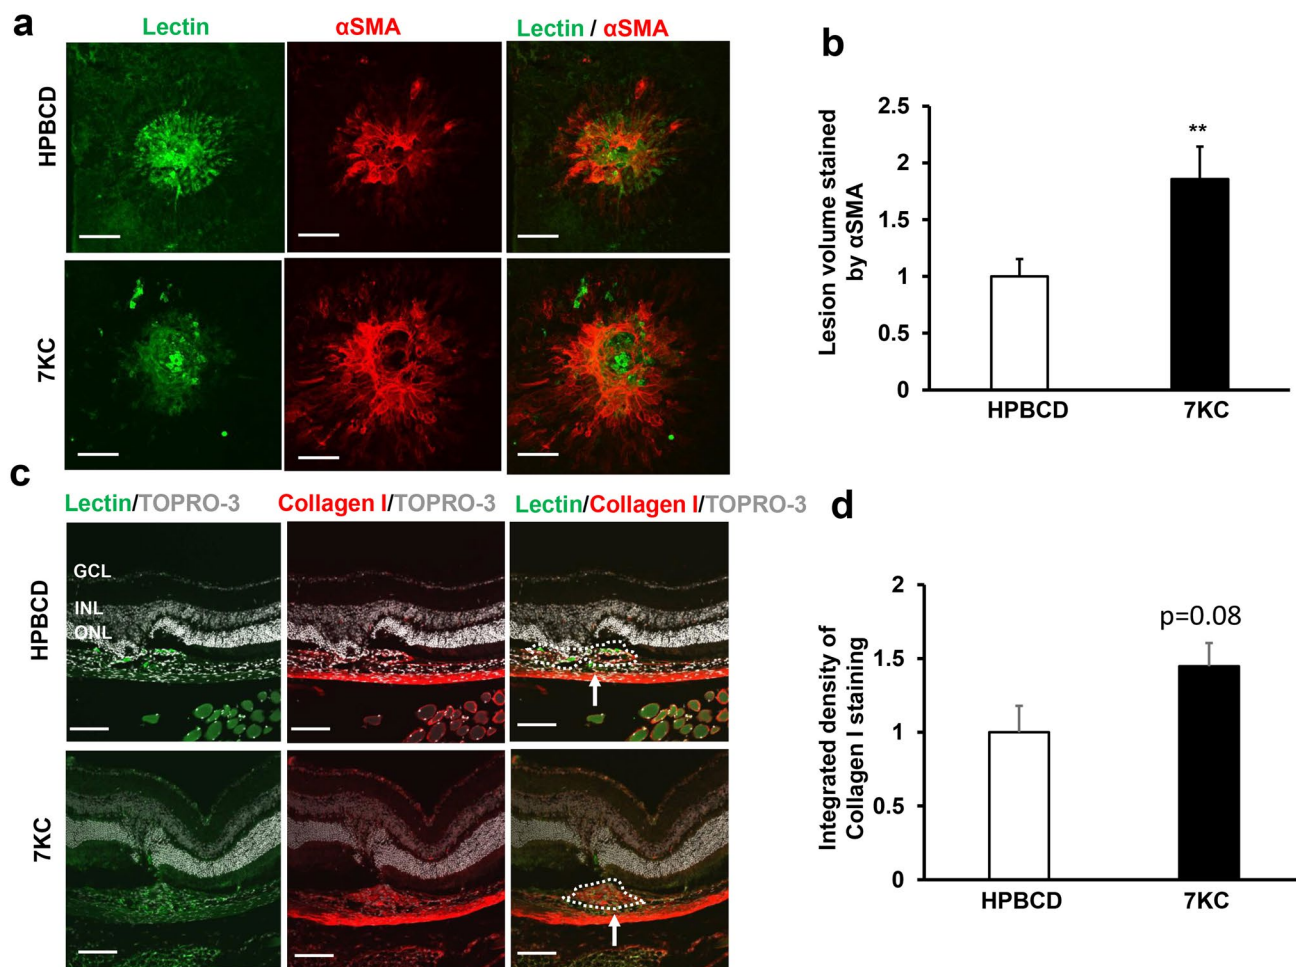 a
Lectin
αSMA
Lectin / αSMA
HPBCD
7KC
b
Lesion volume stained
by αSMA
2.5
2
1.5
1
0.5
0
**
HPBCD
7KC
c
Lectin/TOPRO-3
Collagen I/TOPRO-3
Lectin/Collagen I/TOPRO-3
HPBCD
GCL
INL
ONL
7KC
d
Integrated density of
Collagen I staining
2
1.5
1
0.5
0
p=0.08
HPBCD
7KC